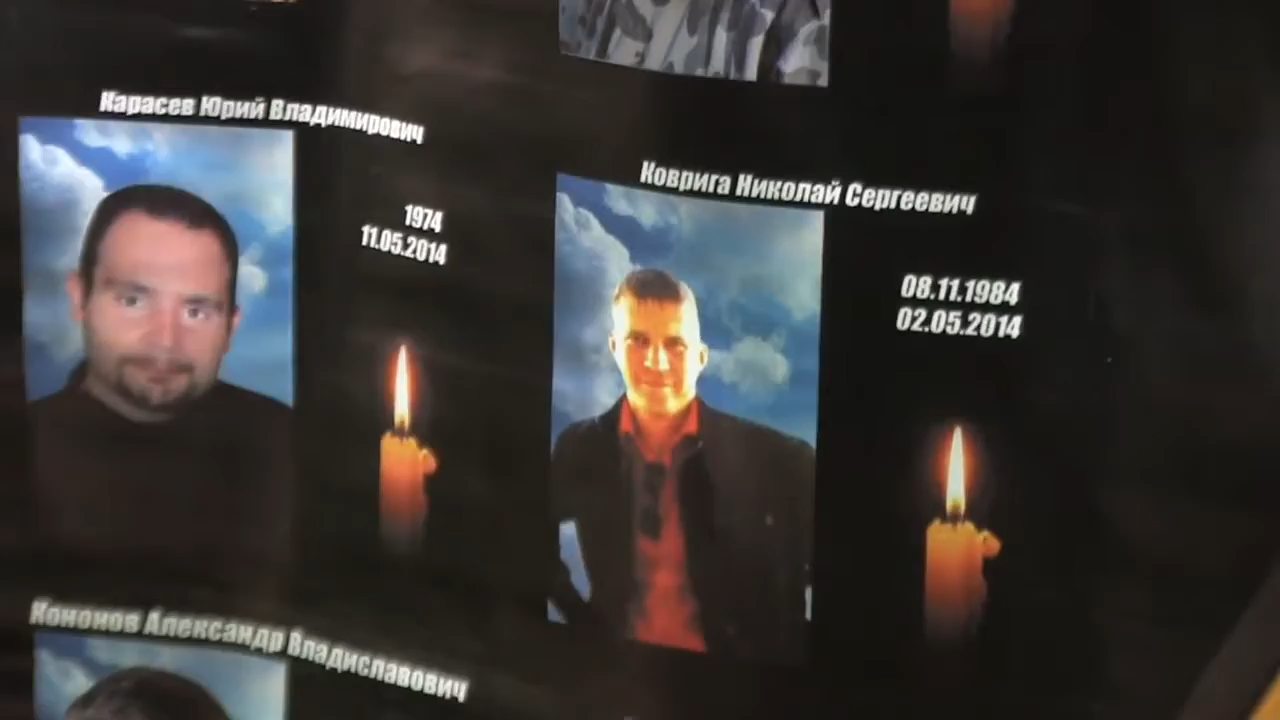 Карасев Юрий Владимирович
1974
11.05.2014
Коврига Николай Сергеевич
08.11.1984
02.05.2014
Кононов Александр Владиславович